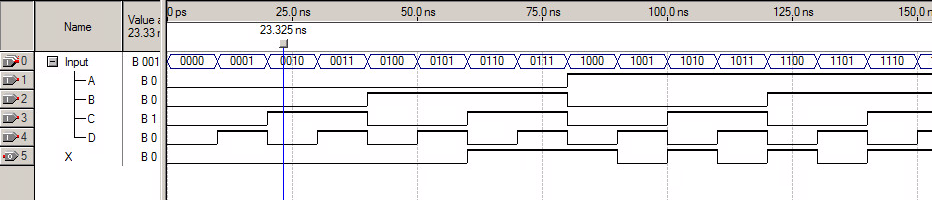 Name
Value a
23.33 n
0 ps
25.0 ns
50.0 ns
75.0 ns
100.0 ns
125.0 ns
150.0 n
23.325 ns
0 Input B 001 0000 0001 0010 0011 0100 0101 0110 0111 1000 1001 1010 1011 1100 1101 1110
1 A B 0
2 B B 0
3 C B 1
4 D B 0
5 X B 0